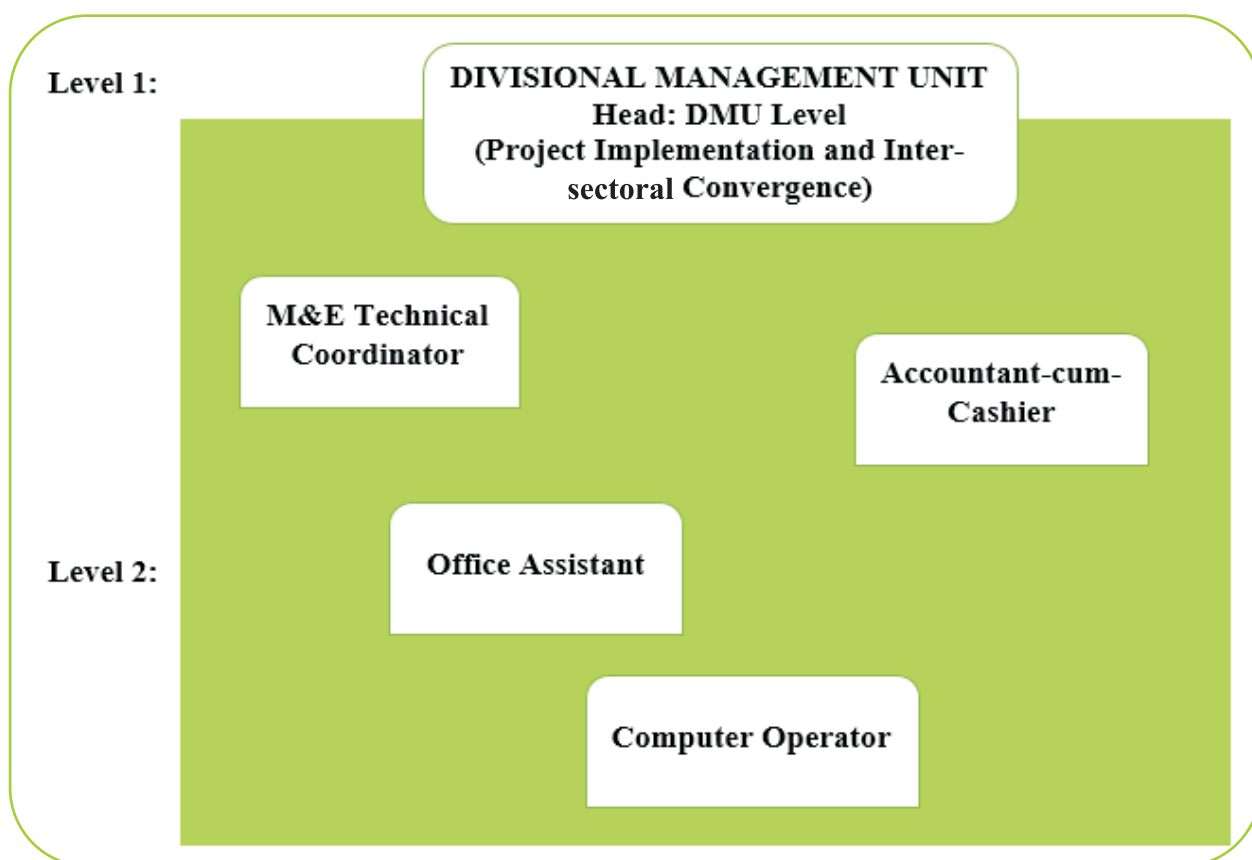 Level 1:
DIVISIONAL MANAGEMENT UNIT
Head: DMU Level
(Project Implementation and Inter-
sectoral Convergence)
M&E Technical
Coordinator
Accountant-cum-
Cashier
Level 2:
Office Assistant
Computer Operator